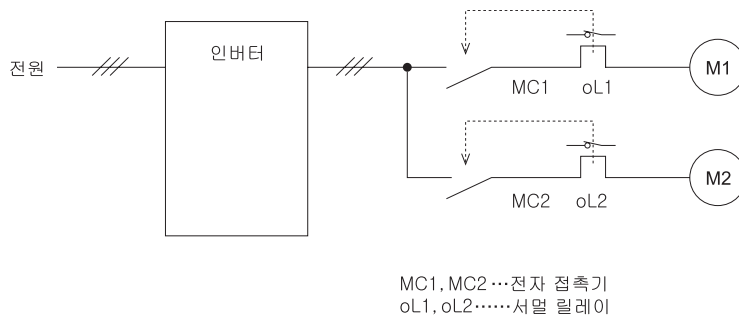 인버터
전원
MC1 oL1
M1
MC2 oL2
M2
MC1, MC2 ···전자 접촉기
oL1, oL2 ······서멀 릴레이